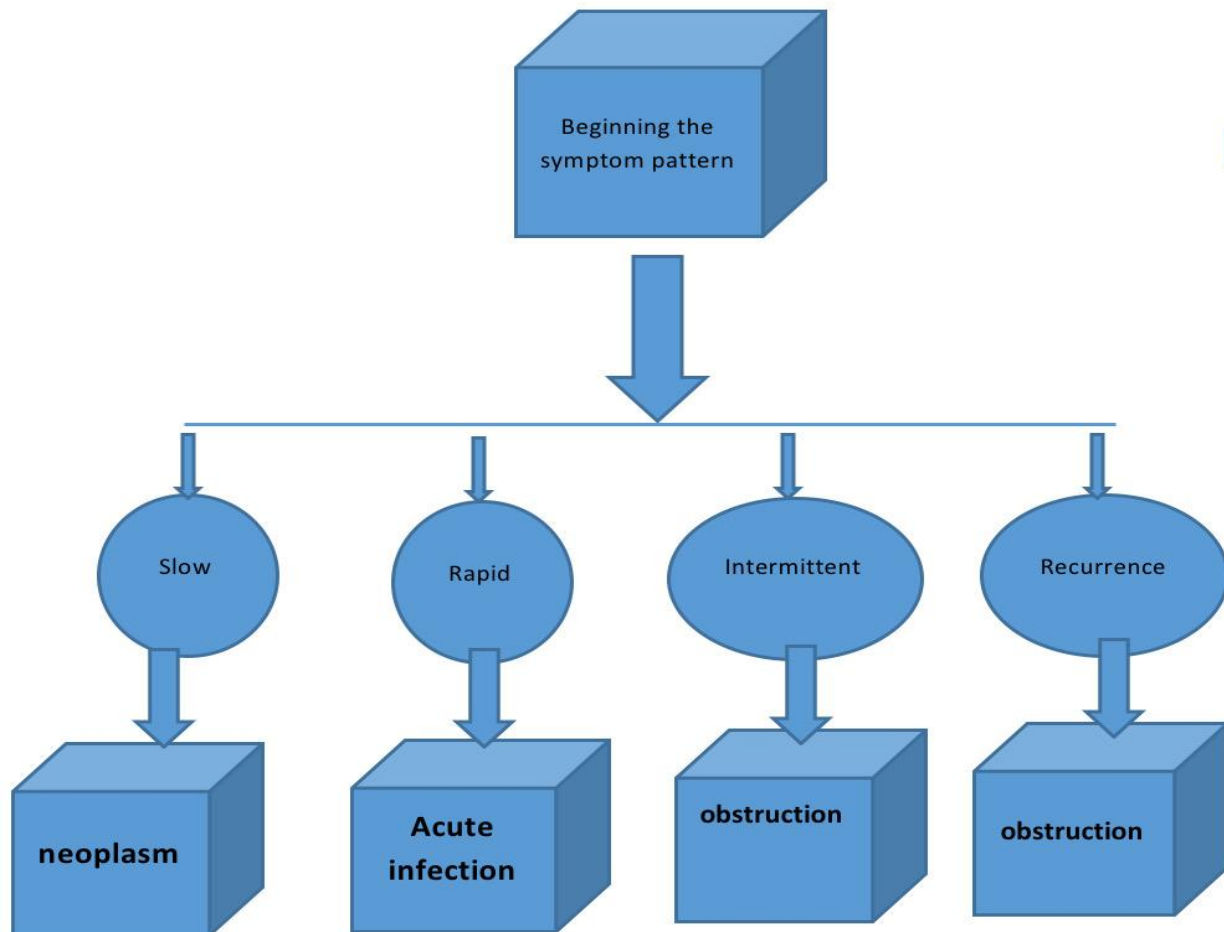 Beginning the
symptom pattern
Slow
Rapid
Intermittent
Recurrence
neoplasm
Acute
infection
obstruction
obstruction